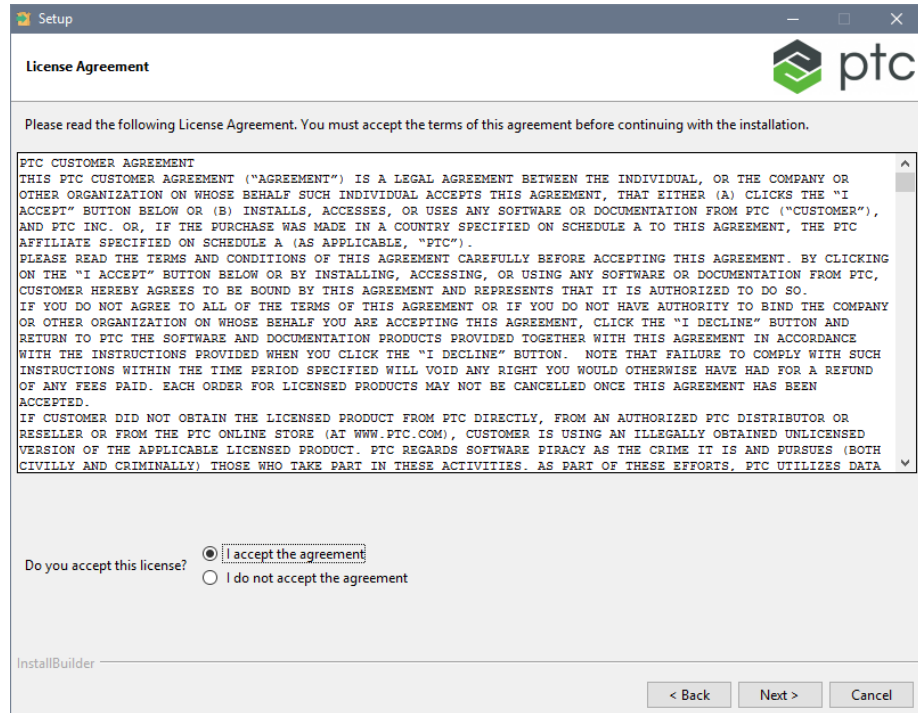 Setup
License Agreement
ptc
Please read the following License Agreement. You must accept the terms of this agreement before continuing with the installation.
PTC CUSTOMER AGREEMENT
THIS PTC CUSTOMER AGREEMENT (“AGREEMENT”) IS A LEGAL AGREEMENT BETWEEN THE INDIVIDUAL, OR THE COMPANY OR
OTHER ORGANIZATION ON WHOSE BEHALF SUCH INDIVIDUAL ACCEPTS THIS AGREEMENT, THAT EITHER (A) CLICKS THE “I
ACCEPT” BUTTON BELOW OR (B) INSTALLS, ACCESSES, OR USES ANY SOFTWARE OR DOCUMENTATION FROM PTC (“CUSTOMER”),
AND PTC INC. OR, IF THE PURCHASE WAS MADE IN A COUNTRY SPECIFIED ON SCHEDULE A TO THIS AGREEMENT, THE PTC
AFFILIATE SPECIFIED ON SCHEDULE A (AS APPLICABLE, “PTC”).
PLEASE READ THE TERMS AND CONDITIONS OF THIS AGREEMENT CAREFULLY BEFORE ACCEPTING THIS AGREEMENT. BY CLICKING
ON THE “I ACCEPT” BUTTON BELOW OR BY INSTALLING, ACCESSING, OR USING ANY SOFTWARE OR DOCUMENTATION FROM PTC,
CUSTOMER HEREBY AGREES TO BE BOUND BY THIS AGREEMENT AND REPRESENTS THAT IT IS AUTHORIZED TO DO SO.
IF YOU DO NOT AGREE TO ALL OF THE TERMS OF THIS AGREEMENT OR IF YOU DO NOT HAVE AUTHORITY TO BIND THE COMPANY
OR OTHER ORGANIZATION ON WHOSE BEHALF YOU ARE ACCEPTING THIS AGREEMENT, CLICK THE “I DECLINE” BUTTON AND
RETURN TO PTC THE SOFTWARE AND DOCUMENTATION PRODUCTS PROVIDED TOGETHER WITH THIS AGREEMENT IN ACCORDANCE
WITH THE INSTRUCTIONS PROVIDED WHEN YOU CLICK THE “I DECLINE” BUTTON.  NOTE THAT FAILURE TO COMPLY WITH SUCH
INSTRUCTIONS WITHIN THE TIME PERIOD SPECIFIED WILL VOID ANY RIGHT YOU WOULD OTHERWISE HAVE HAD FOR A REFUND
OF ANY FEES PAID. EACH ORDER FOR LICENSED PRODUCTS MAY NOT BE CANCELLED ONCE THIS AGREEMENT HAS BEEN
ACCEPTED.
IF CUSTOMER DID NOT OBTAIN THE LICENSED PRODUCT FROM PTC DIRECTLY, FROM AN AUTHORIZED PTC DISTRIBUTOR OR
RESELLER OR FROM THE PTC ONLINE STORE (AT WWW.PTC.COM), CUSTOMER IS USING AN ILLEGALLY OBTAINED UNLICENSED
VERSION OF THE APPLICABLE LICENSED PRODUCT. PTC REGARDS SOFTWARE PIRACY AS THE CRIME IT IS AND PURSUES (BOTH
CIVILLY AND CRIMINALLY) THOSE WHO TAKE PART IN THESE ACTIVITIES. AS PART OF THESE EFFORTS, PTC UTILIZES DATA
Do you accept this license?
I accept the agreement
I do not accept the agreement
InstallBuilder
< Back
Next >
Cancel